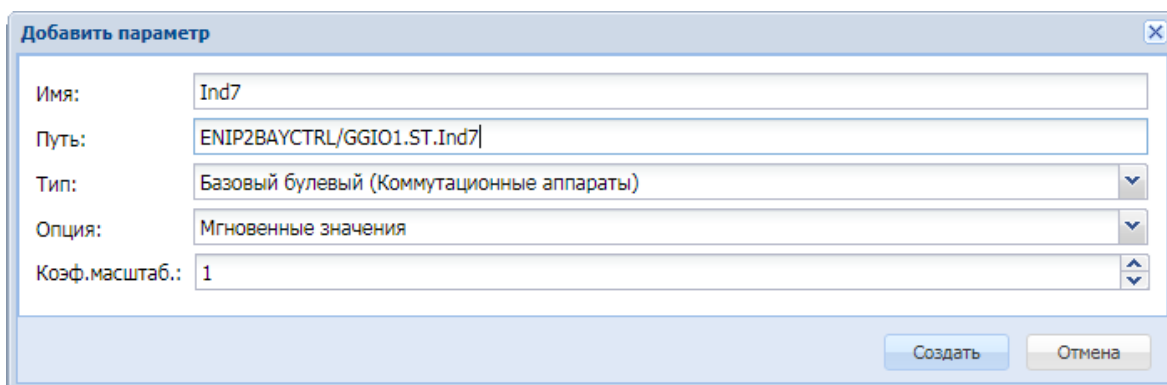 Добавить параметр
Имя: Ind7
Путь: ENIP2BAYCTRL/GGIO1.ST.Ind7
Тип: Базовый булевый (Коммутационные аппараты)
Опция: Мгновенные значения
Коэф.масштаб.: 1
Создать Отмена